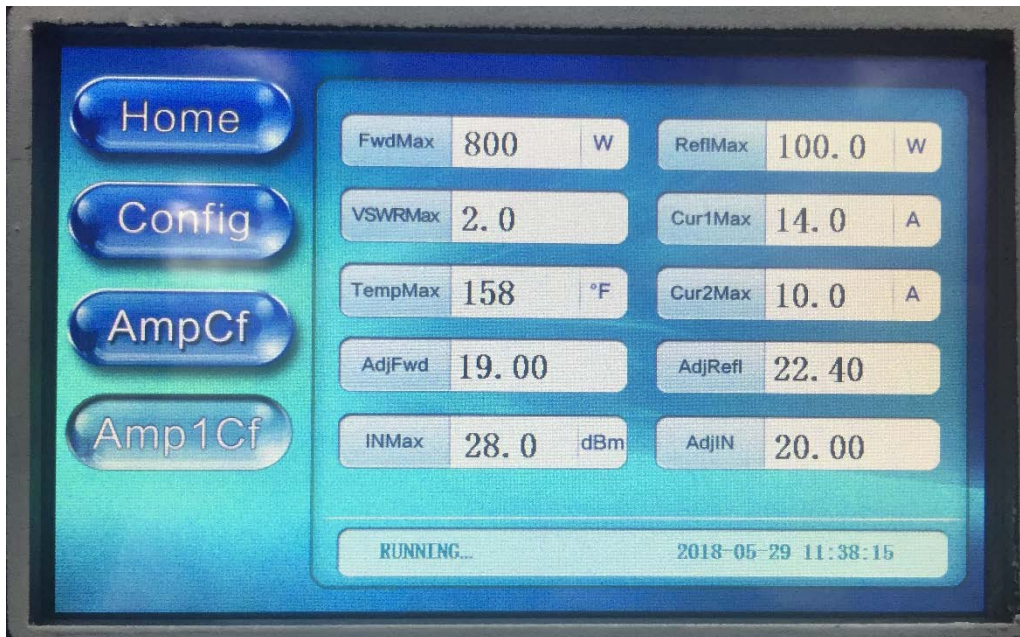 Home
Config
AmpCf
Amp1Cf
FwdMax 800 W
ReflMax 100.0 W
VSWRMax 2.0
Cur1Max 14.0 A
TempMax 158 °F
Cur2Max 10.0 A
AdjFwd 19.00
AdjRefl 22.40
INMax 28.0 dBm
AdjIN 20.00
RUNNING...
2018-05-29 11:38:15